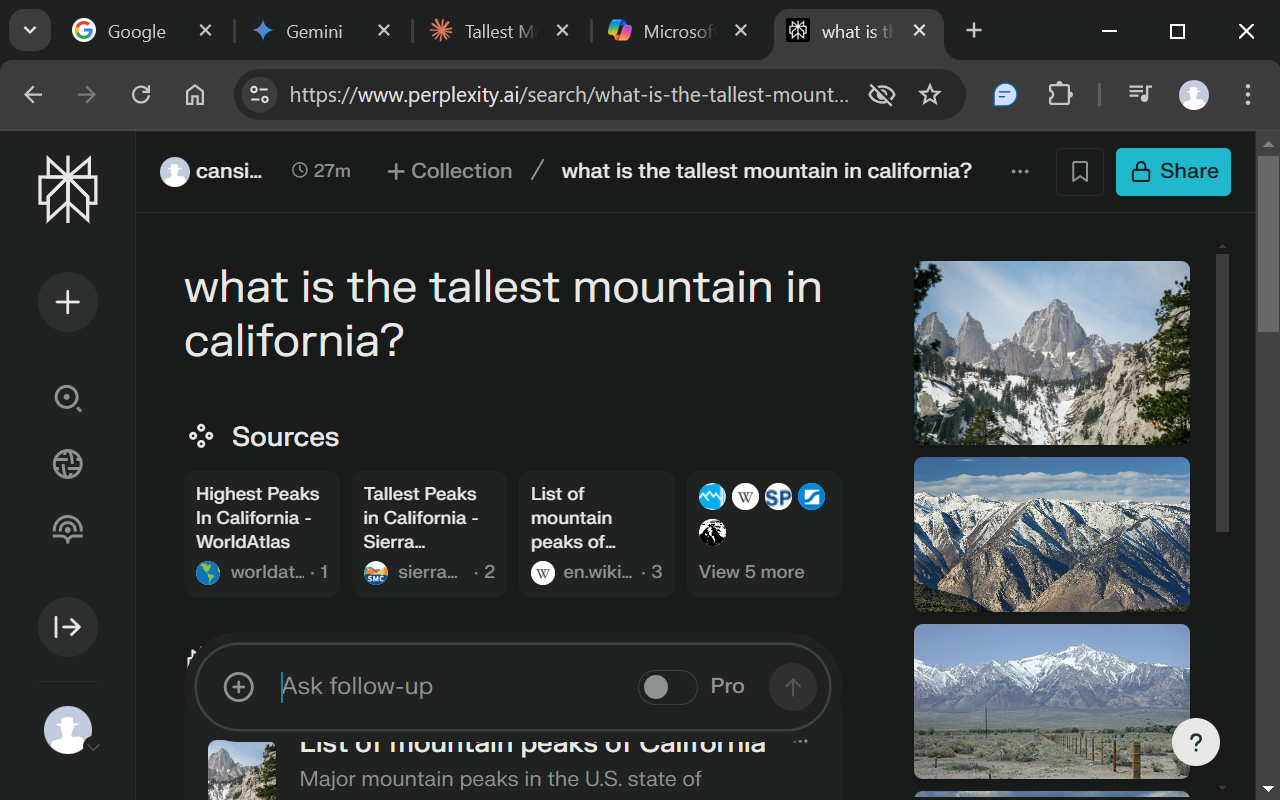 Google
Gemini
Tallest Mo
Microsof
what is th
https://www.perplexity.ai/search/what-is-the-tallest-mount...
cansi...
27m
Collection
/
what is the tallest mountain in california?
Share
what is the tallest mountain in
california?
Sources
Highest Peaks
In California -
WorldAtlas
worldat... · 1
Tallest Peaks
in California -
Sierra...
SMC
sierra... · 2
List of
mountain
peaks of...
W
en.wiki... · 3
W
SP
View 5 more
Ask follow-up
Pro
List of mountain peaks of California
Major mountain peaks in the U.S. state of
?